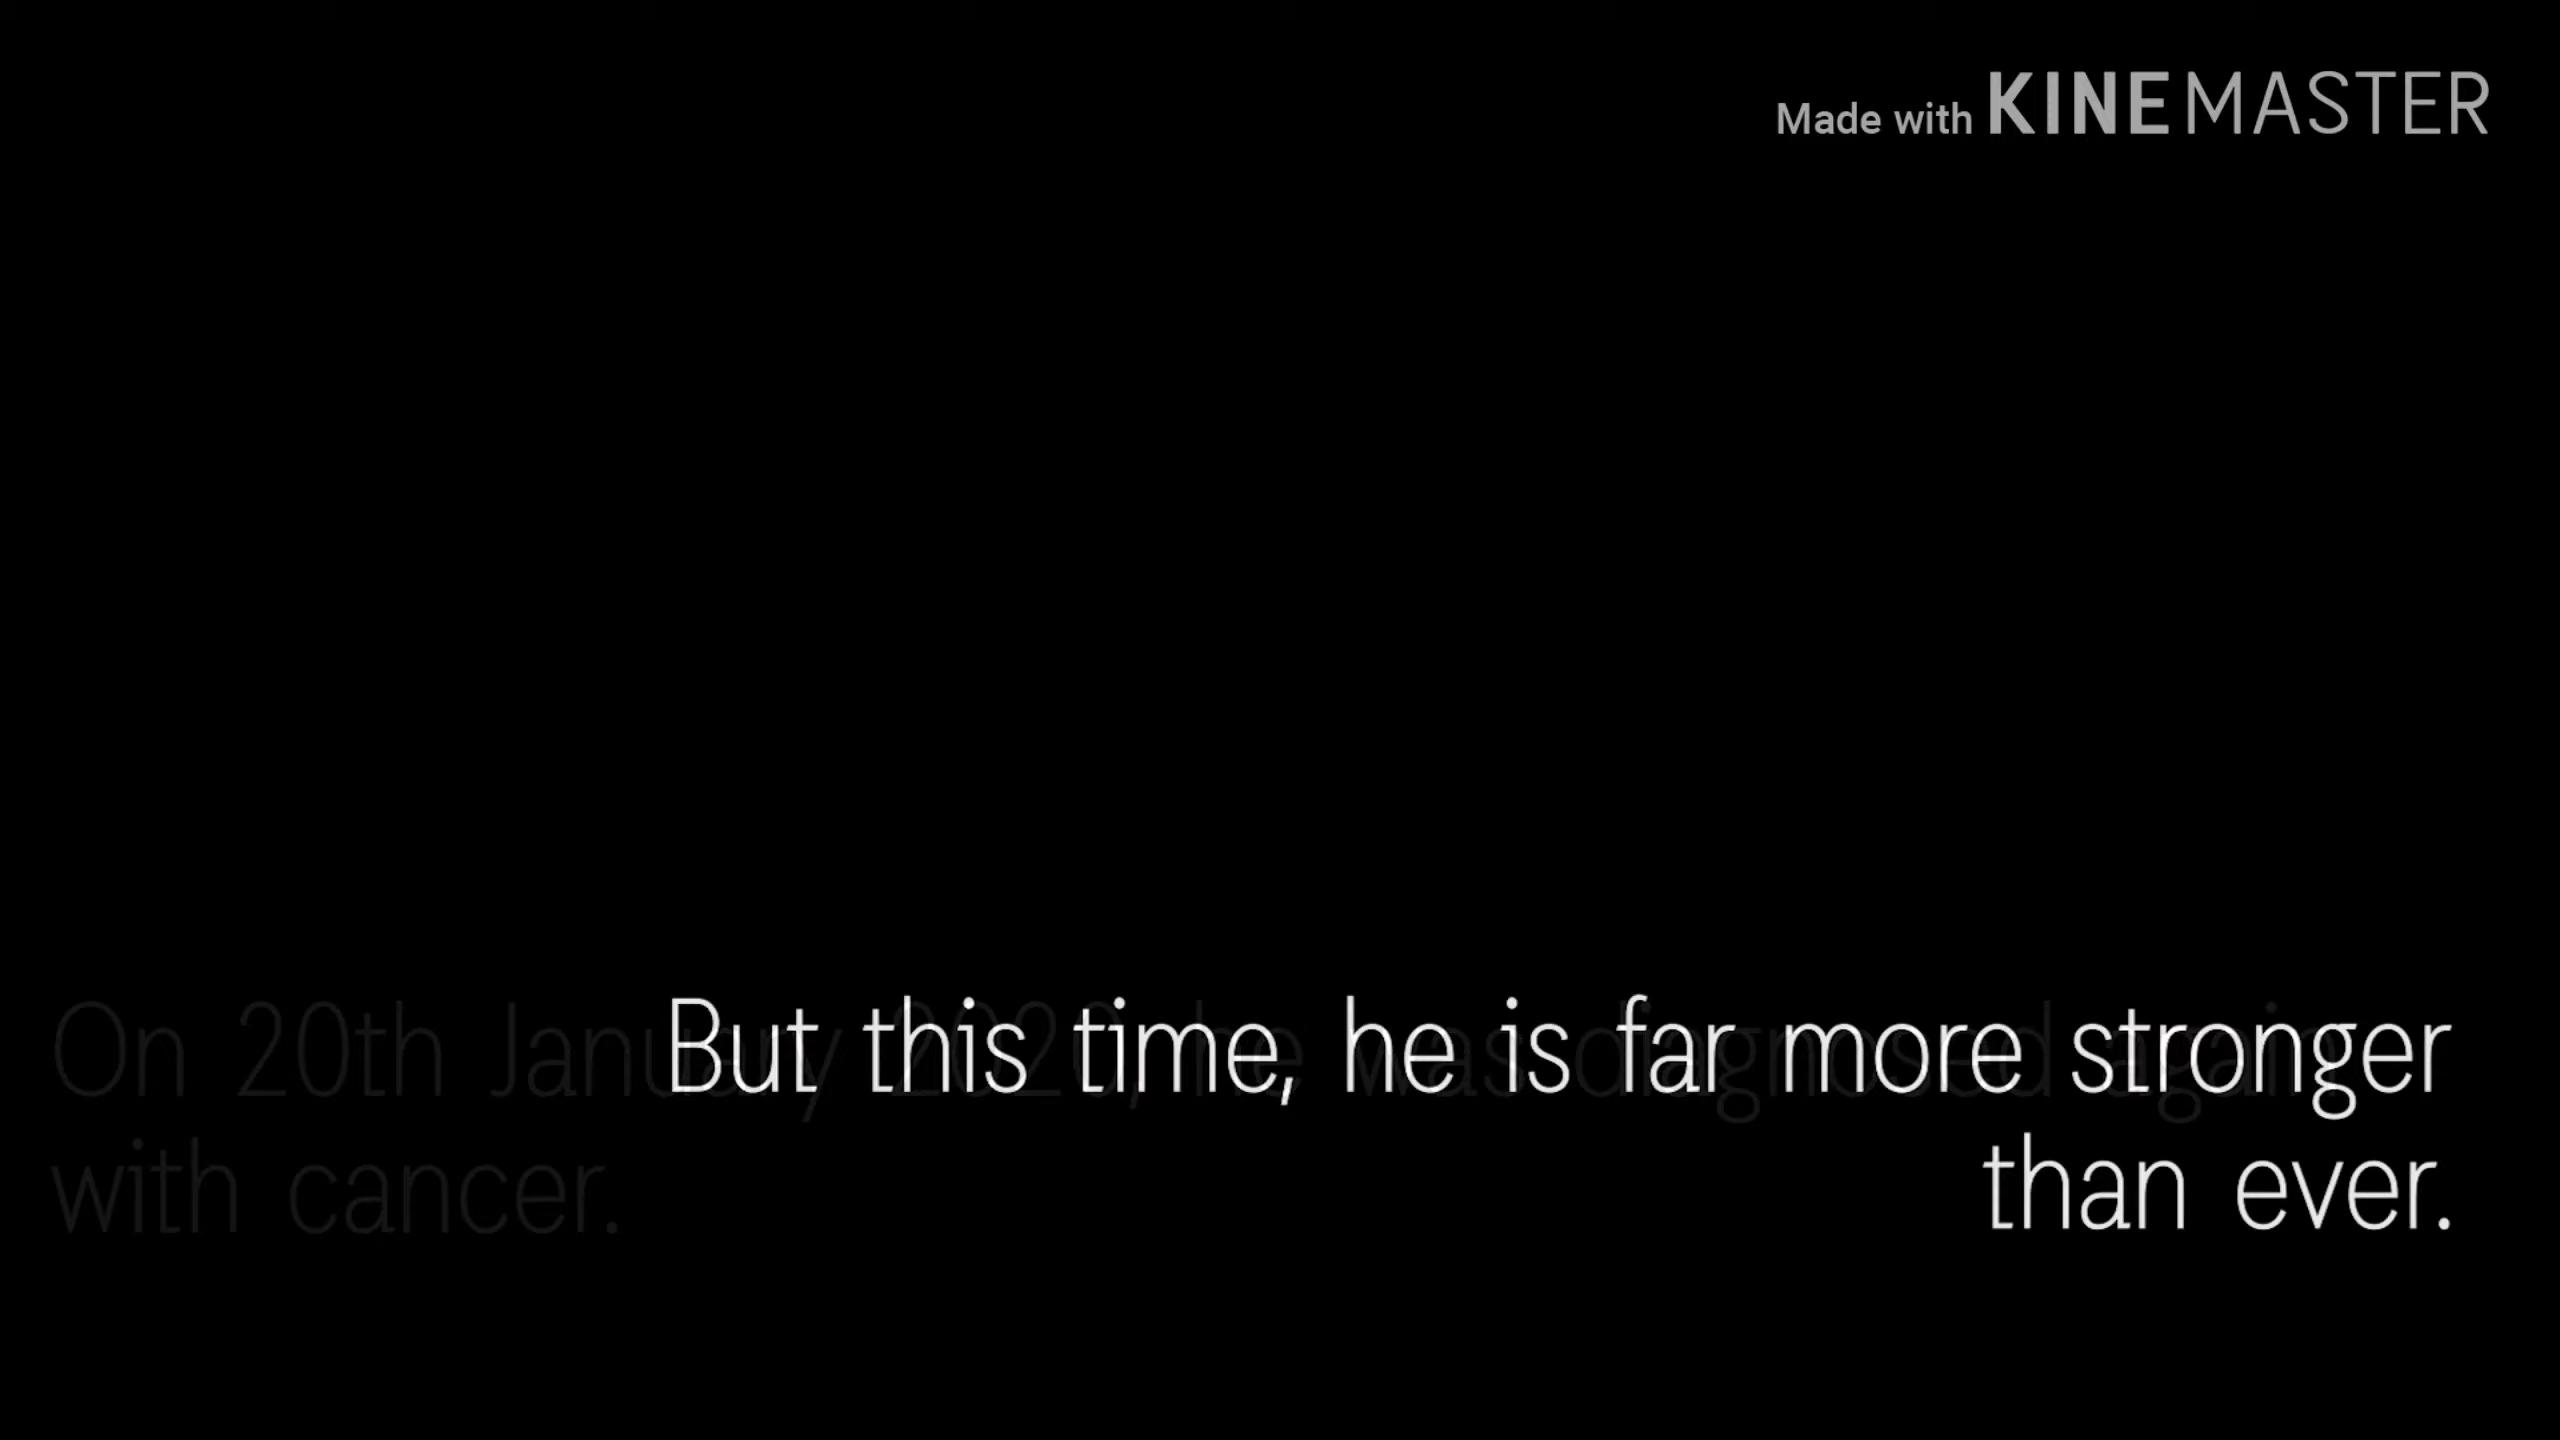 Made with KINEMASTER
On 20th January 2020, he was diagnosed again
with cancer.
But this time, he is far more stronger
than ever.